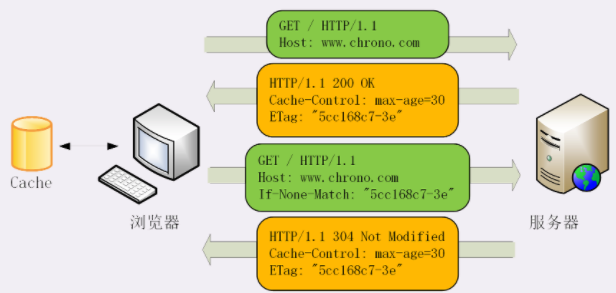 GET / HTTP/1.1
Host: www.chrono.com
HTTP/1.1 200 OK
Cache-Control: max-age=30
ETag: "5cc168c7-3e"
Cache
GET / HTTP/1.1
Host: www.chrono.com
If-None-Match: "5cc168c7-3e"
浏览器
服务器
HTTP/1.1 304 Not Modified
Cache-Control: max-age=30
ETag: "5cc168c7-3e"